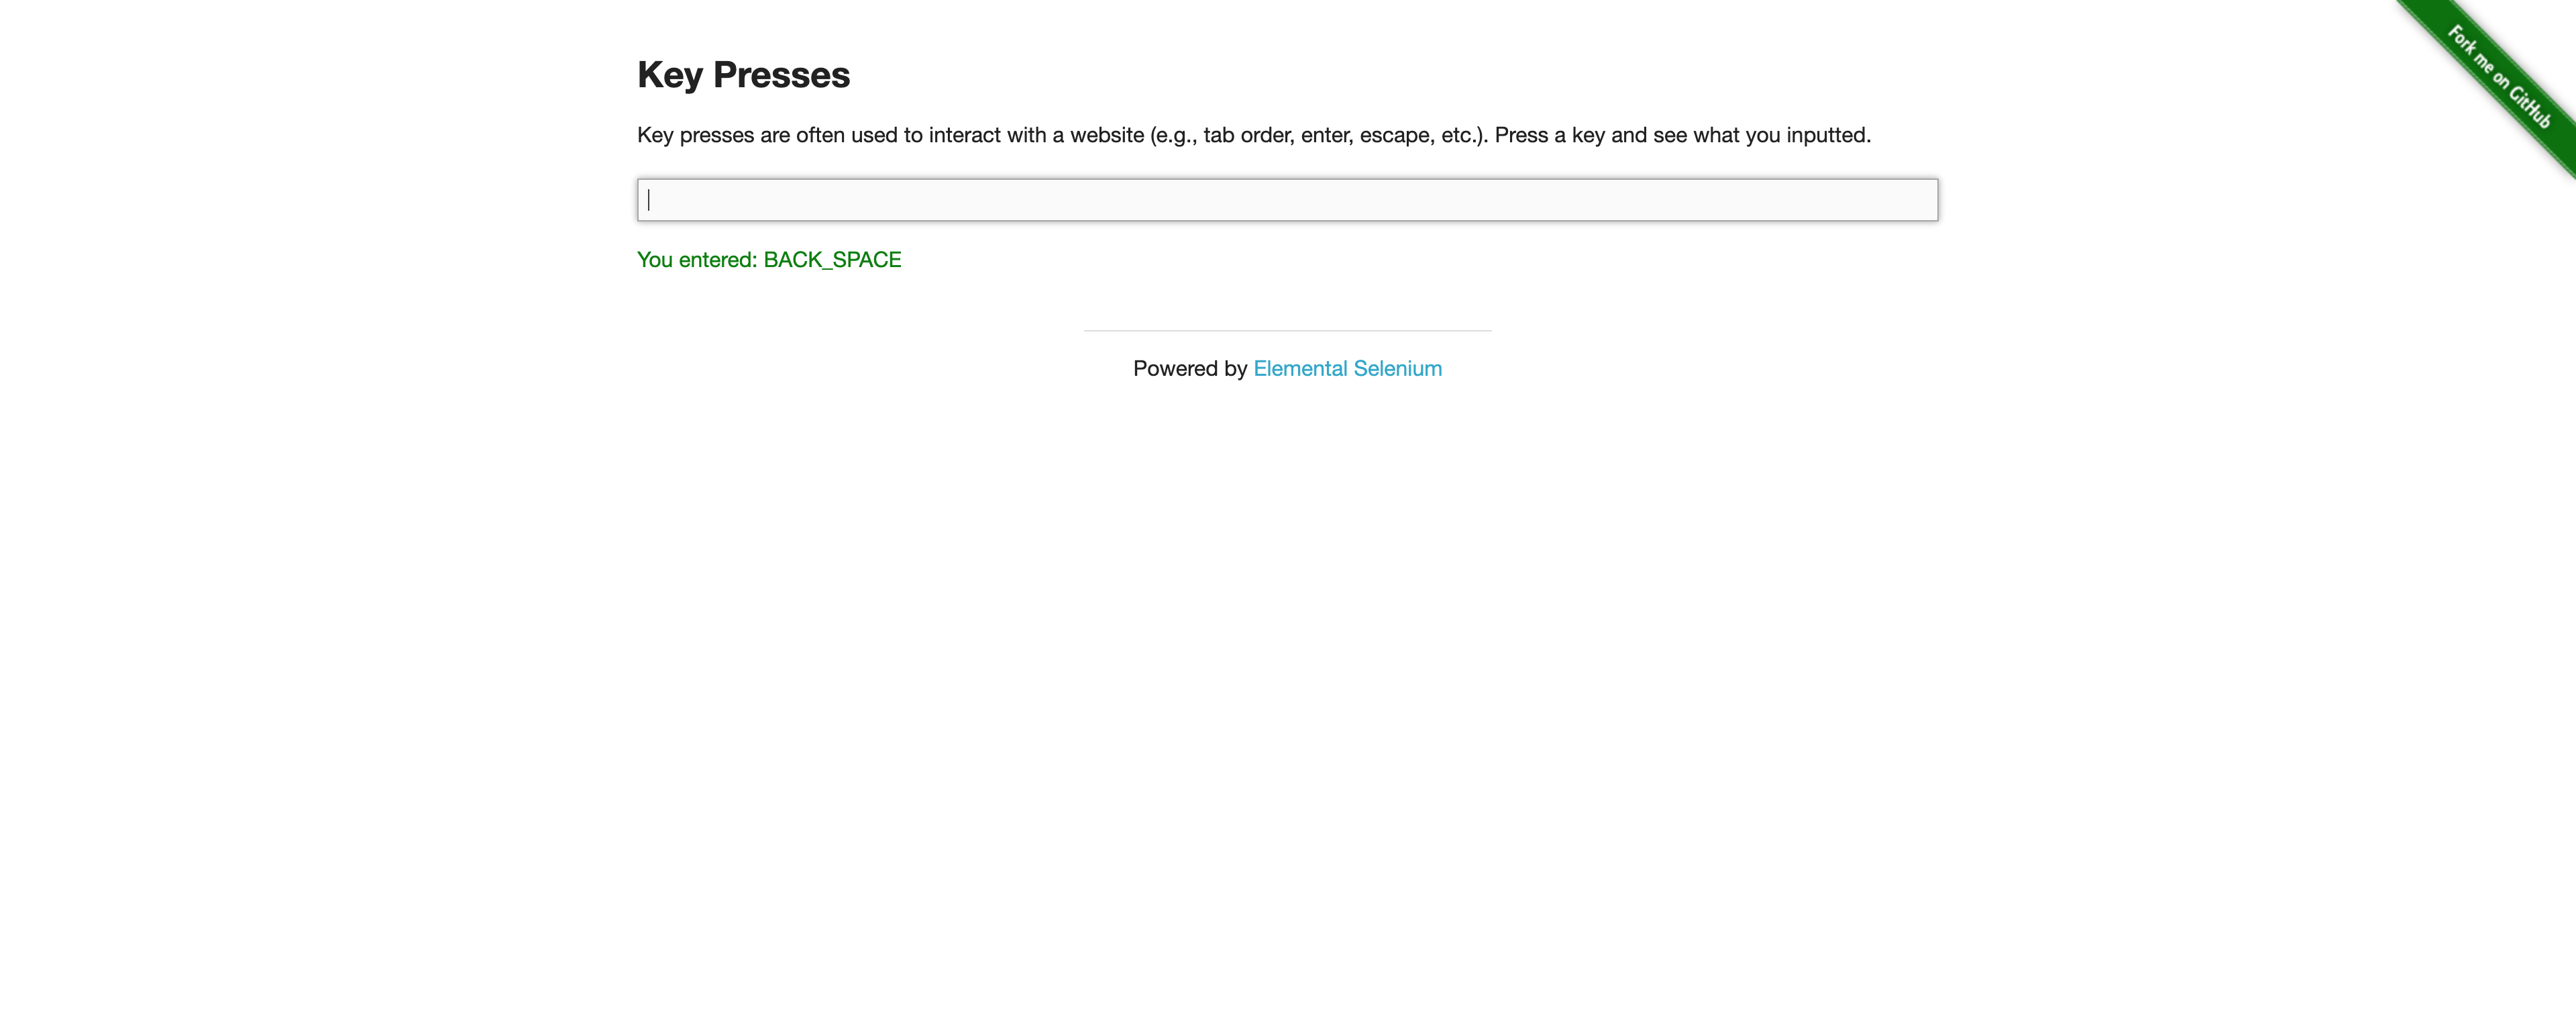 Fork me on GitHub
Key Presses
Key presses are often used to interact with a website (e.g., tab order, enter, escape, etc.). Press a key and see what you inputted.
You entered: BACK_SPACE
Powered by Elemental Selenium